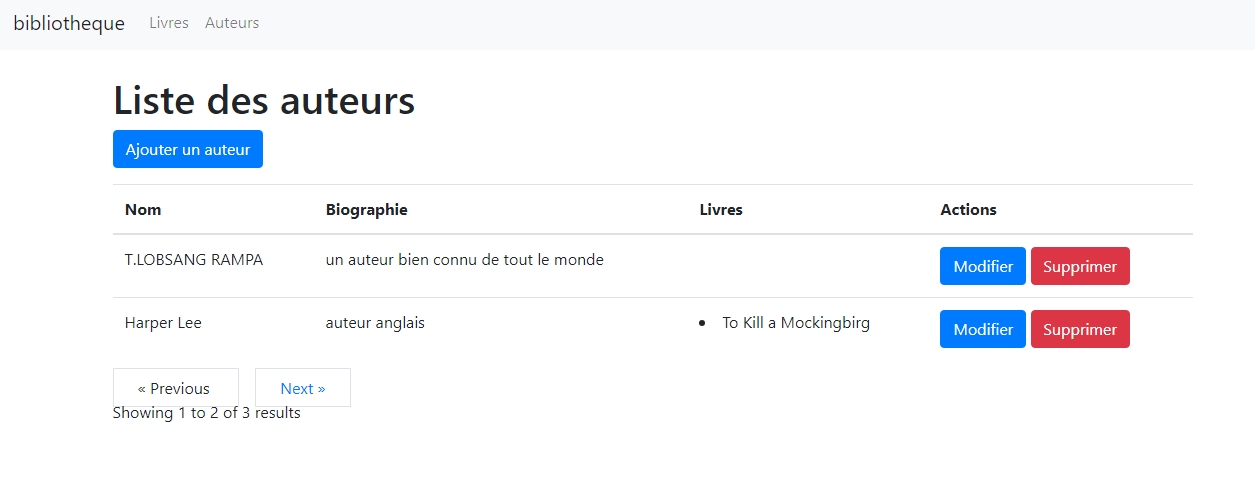 bibliotheque Livres Auteurs
Liste des auteurs
Ajouter un auteur
Nom Biographie Livres Actions
T.LOBSANG RAMPA un auteur bien connu de tout le monde Modifier Supprimer
Harper Lee auteur anglais • To Kill a Mockingbirg Modifier Supprimer
« Previous Next »
Showing 1 to 2 of 3 results